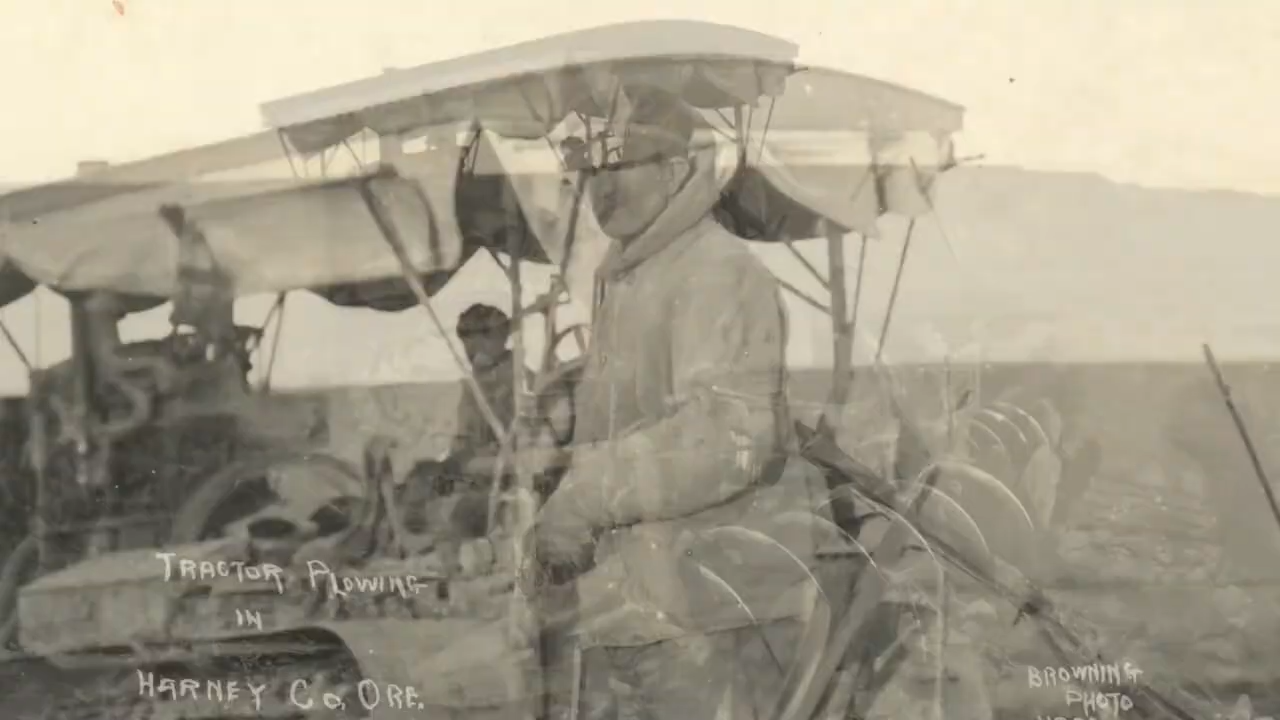 TRACTOR PLOWING
IN
HARNEY CO, ORE.
BROWNING
PHOTO